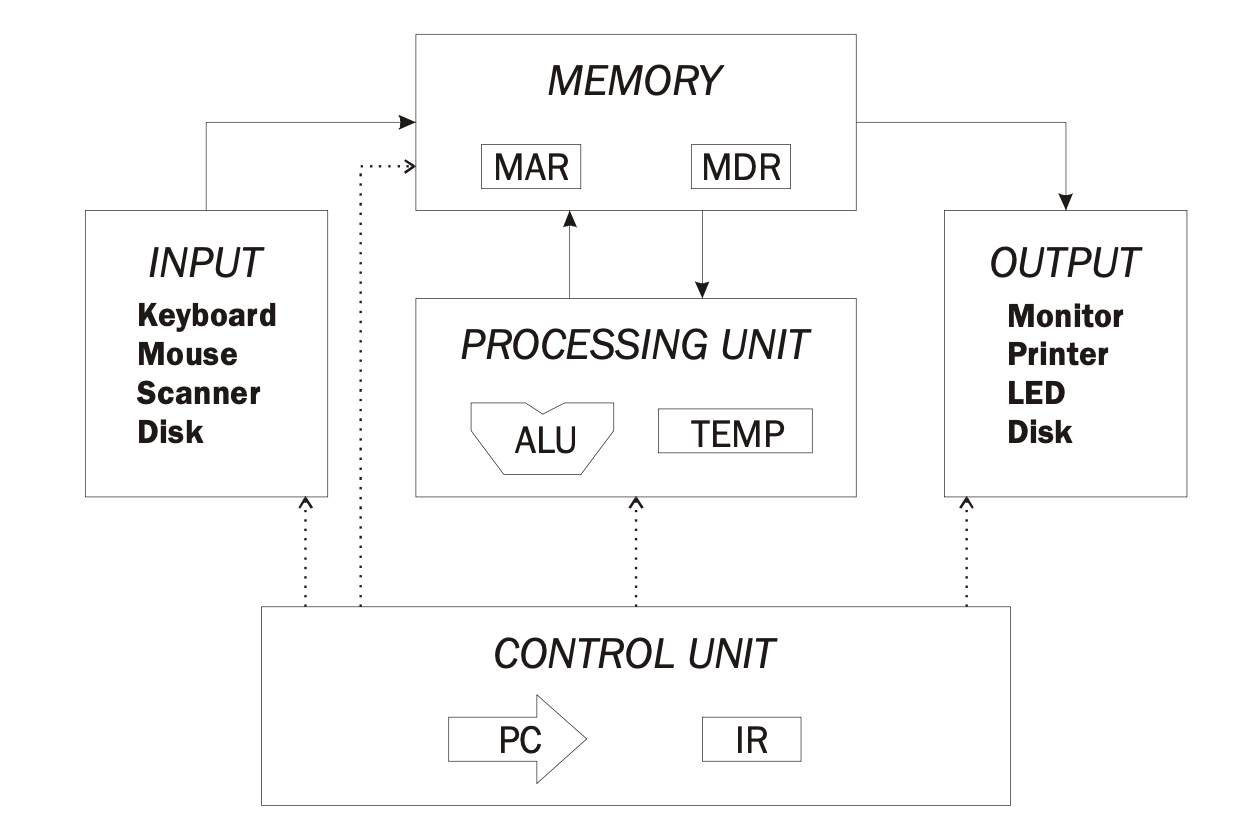 MEMORY
MAR
MDR
INPUT
Keyboard
Mouse
Scanner
Disk
PROCESSING UNIT
ALU
TEMP
OUTPUT
Monitor
Printer
LED
Disk
CONTROL UNIT
PC
IR